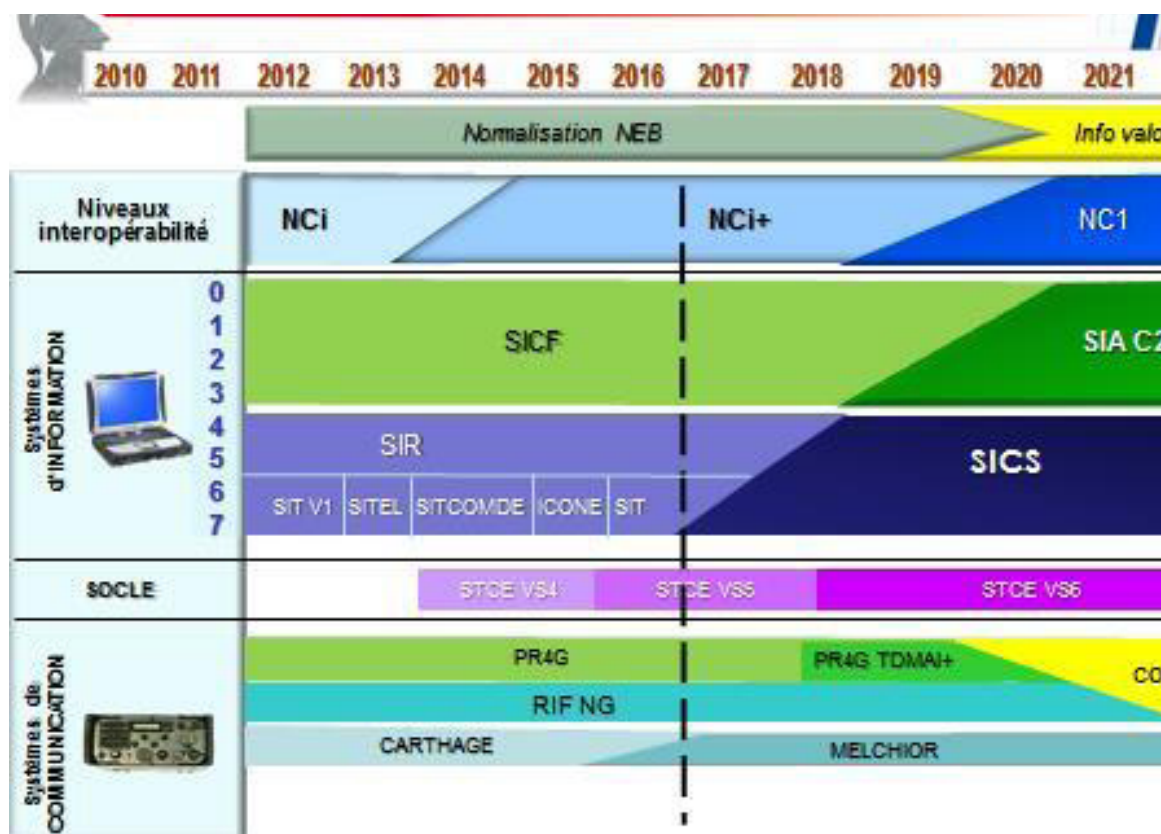 2010 2011 2012 2013 2014 2015 2016 2017 2018 2019 2020 2021
Normalisation NEB
Info valo
Niveaux
interopérabilité
NCi
NCi+
NC1
Systèmes
d'INFORMATION
0
1
2
3
4
5
6
7
SICF
SIA C2
SIR
SICS
SIT V1 SITEL SITCOMDE ICONE SIT
SOCLE
STCE VS4 STCE VS5 STCE VS6
Systèmes de
COMMUNICATION
PR4G
PR4G TDMAI+
CO
RIF NG
CARTHAGE
MELCHIOR